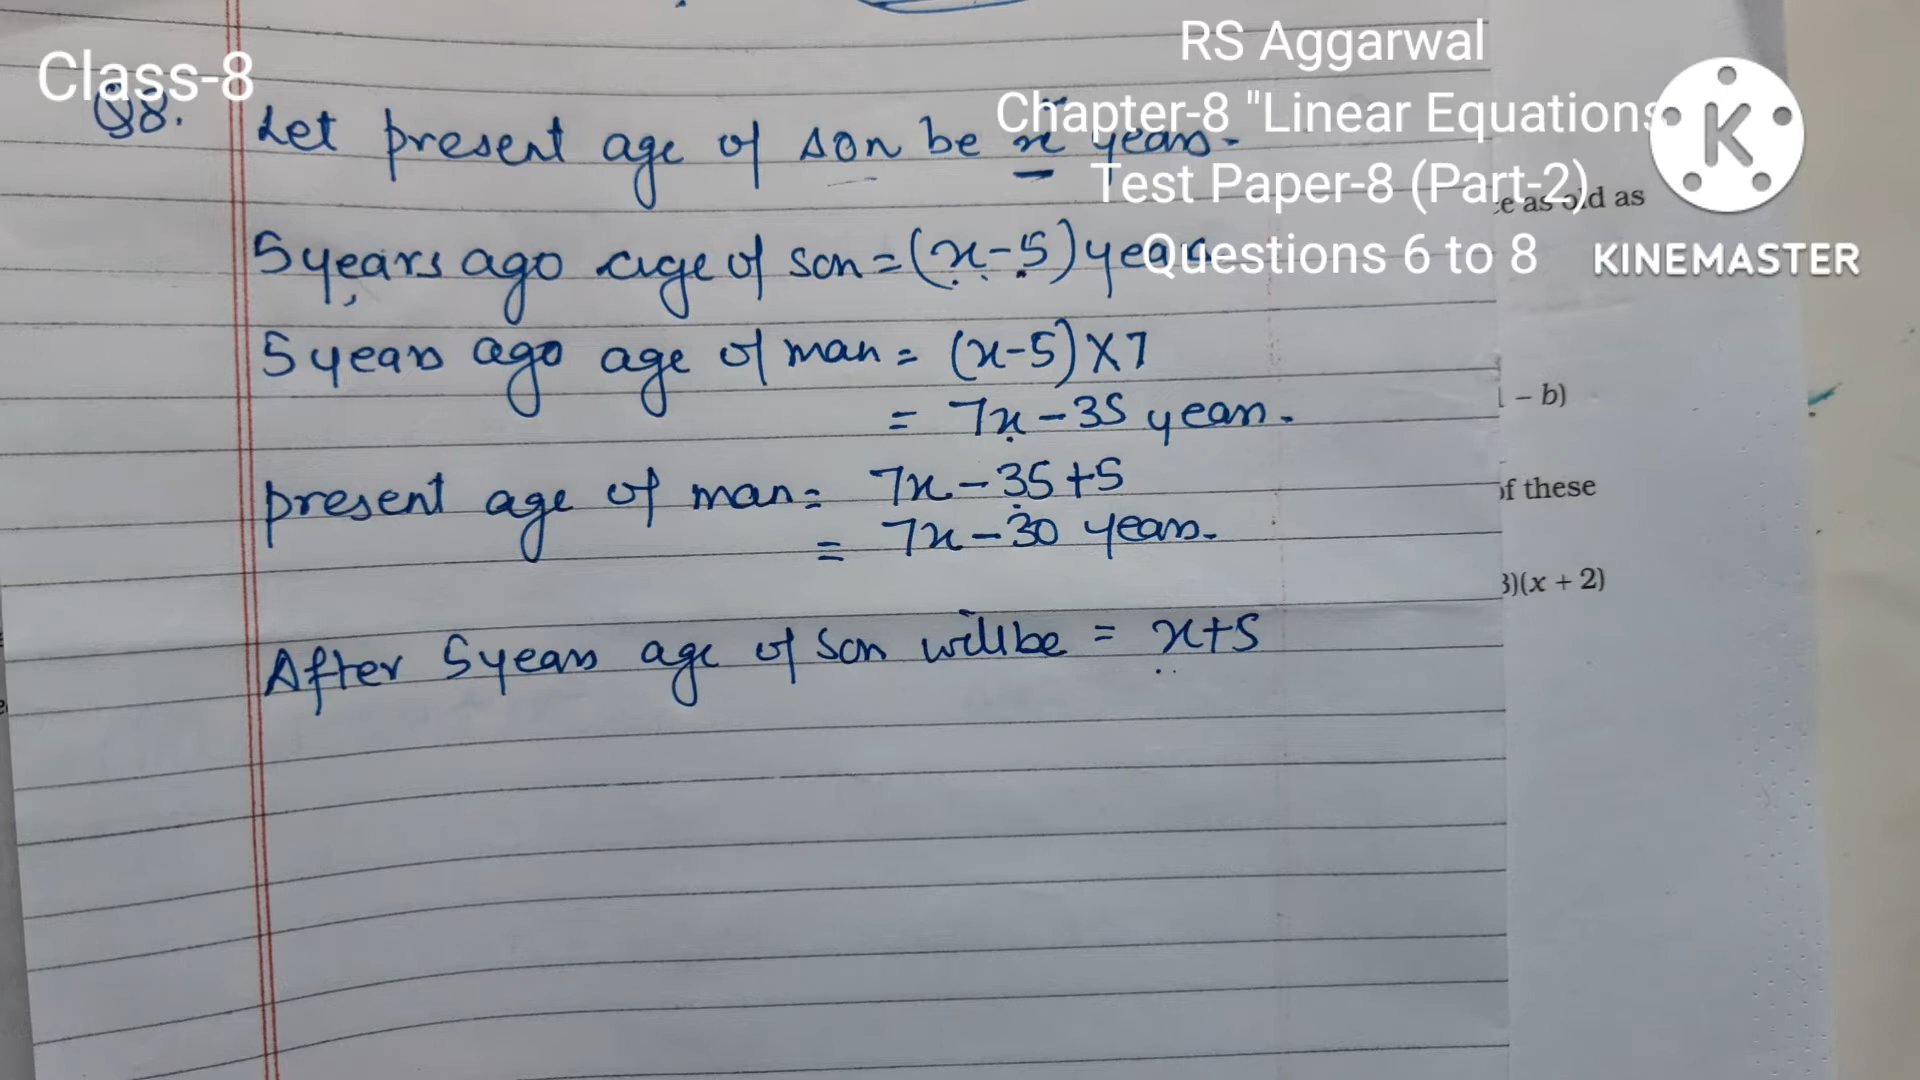 Class-8
RS Aggarwal
Chapter-8 "Linear Equations
Test Paper-8 (Part-2)
Questions 6 to 8
KINEMASTER
Q8. Let present age of son be x years.
5 years ago age of son = (x-5) years
5 years ago age of man = (x-5)×7
= 7x-35 years.
present age of man = 7x-35+5
= 7x-30 years.
After 5 years age of son will be = x+5
as old as
- b)
of these
3)(x + 2)